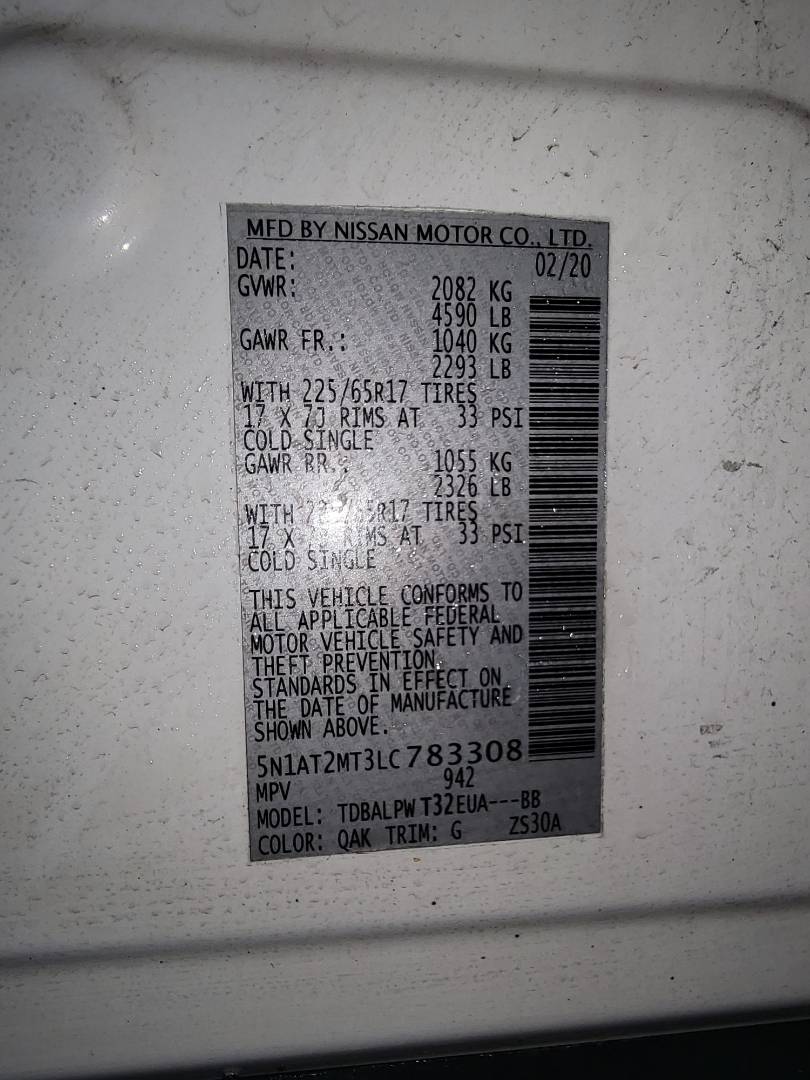 MFD BY NISSAN MOTOR CO., LTD.
DATE: 02/20
GVWR: 2082 KG
4590 LB
GAWR FR.: 1040 KG
2293 LB
WITH 225/65R17 TIRES
17 X 7J RIMS AT 33 PSI
COLD SINGLE
GAWR RR.: 1055 KG
2326 LB
WITH R17 TIRES
17 X RIMS AT 33 PSI
COLD SINGLE
THIS VEHICLE CONFORMS TO
ALL APPLICABLE FEDERAL
MOTOR VEHICLE SAFETY AND
THEFT PREVENTION
STANDARDS IN EFFECT ON
THE DATE OF MANUFACTURE
SHOWN ABOVE.
5N1AT2MT3LC783308
MPV 942
MODEL: TDBALPWT32EUA---BB
COLOR: QAK TRIM: G ZS30A